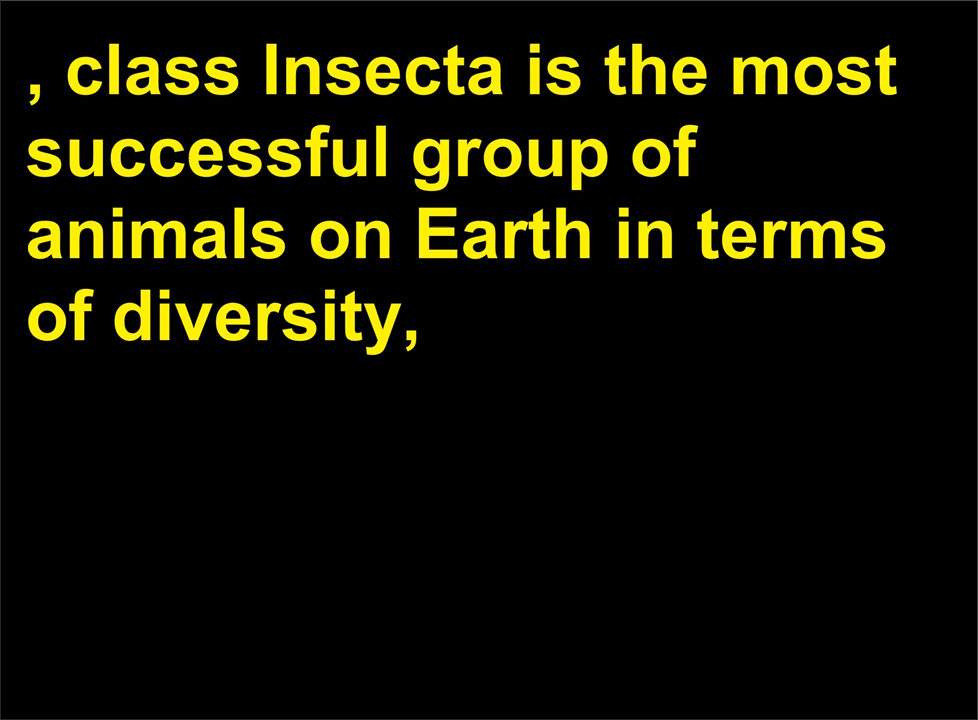 , class Insecta is the most
successful group of
animals on Earth in terms
of diversity,